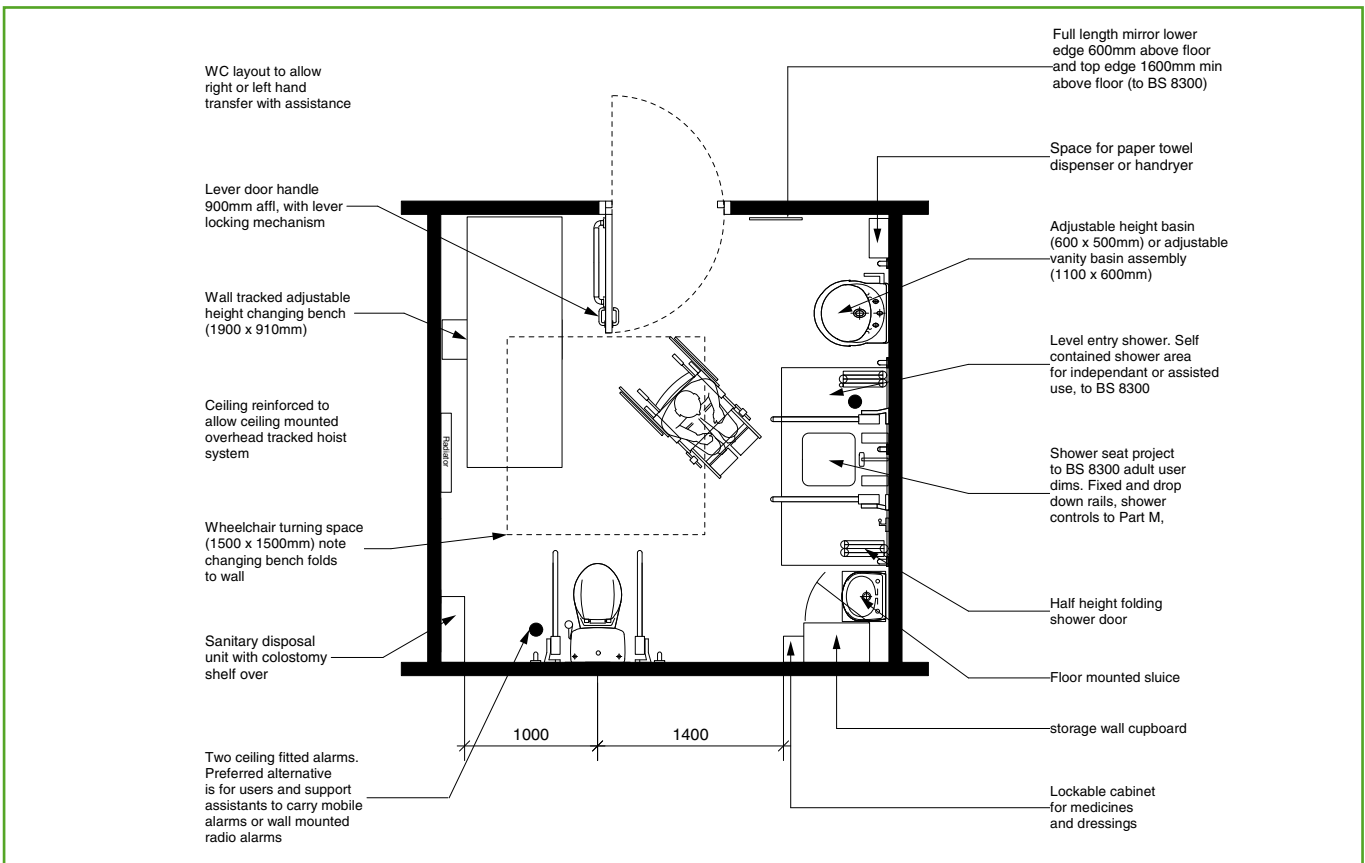 WC layout to allow
right or left hand
transfer with assistance
Lever door handle
900mm affl, with lever
locking mechanism
Wall tracked adjustable
height changing bench
(1900 x 910mm)
Ceiling reinforced to
allow ceiling mounted
overhead tracked hoist
system
Wheelchair turning space
(1500 x 1500mm) note
changing bench folds
to wall
Sanitary disposal
unit with colostomy
shelf over
Two ceiling fitted alarms.
Preferred alternative
is for users and support
assistants to carry mobile
alarms or wall mounted
radio alarms
Radiator
1000
1400
Full length mirror lower
edge 600mm above floor
and top edge 1600mm min
above floor (to BS 8300)
Space for paper towel
dispenser or handryer
Adjustable height basin
(600 x 500mm) or adjustable
vanity basin assembly
(1100 x 600mm)
Level entry shower. Self
contained shower area
for independant or assisted
use, to BS 8300
Shower seat project
to BS 8300 adult user
dims. Fixed and drop
down rails, shower
controls to Part M,
Half height folding
shower door
Floor mounted sluice
storage wall cupboard
Lockable cabinet
for medicines
and dressings